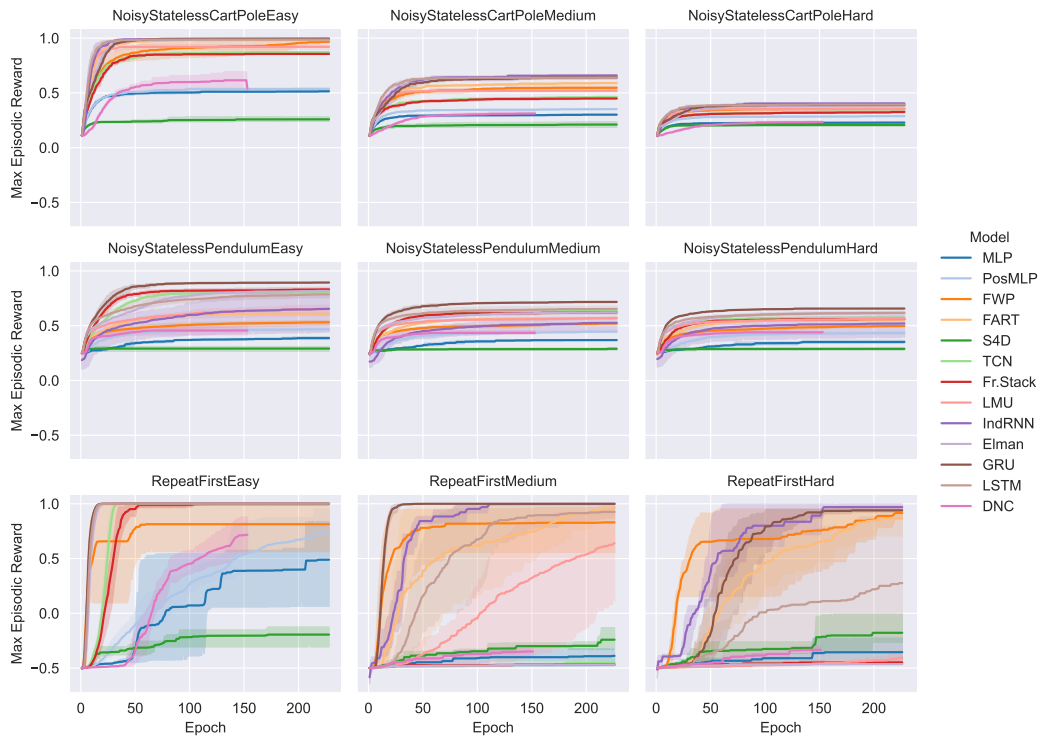 NoisyStatelessCartPoleEasy NoisyStatelessCartPoleMedium NoisyStatelessCartPoleHard
Max Episodic Reward
1.0
0.5
0.0
−0.5
NoisyStatelessPendulumEasy NoisyStatelessPendulumMedium NoisyStatelessPendulumHard
Max Episodic Reward
1.0
0.5
0.0
−0.5
RepeatFirstEasy RepeatFirstMedium RepeatFirstHard
Max Episodic Reward
1.0
0.5
0.0
−0.5
0 50 100 150 200 0 50 100 150 200 0 50 100 150 200
Epoch Epoch Epoch
Model
MLP
PosMLP
FWP
FART
S4D
TCN
Fr.Stack
LMU
IndRNN
Elman
GRU
LSTM
DNC